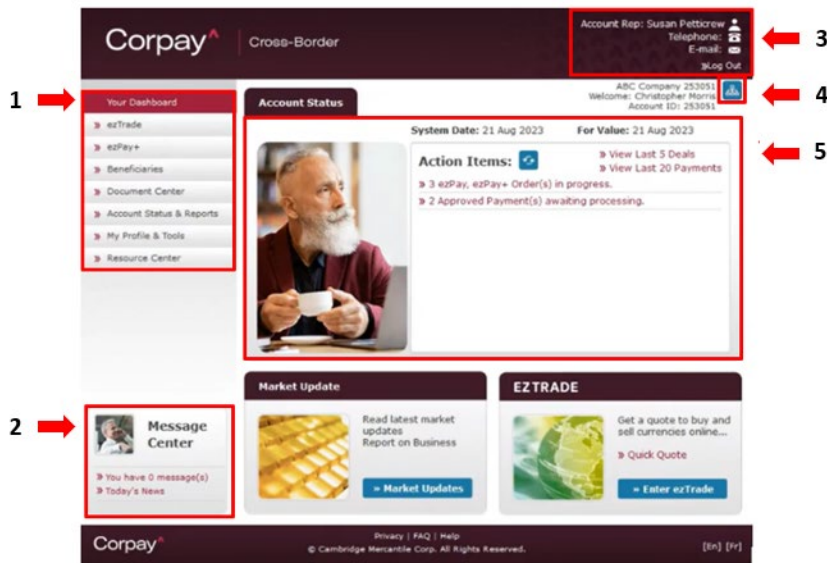 Corpay^ Cross-Border
Account Rep: Susan Petticrew
Telephone:
E-mail:
»Log Out
3
1
Your Dashboard
» ezTrade
» ezPay+
» Beneficiaries
» Document Center
» Account Status & Reports
» My Profile & Tools
» Resource Center
Account Status
ABC Company 253051
Welcome: Christopher Morris
Account ID: 253051
4
System Date: 21 Aug 2023 For Value: 21 Aug 2023
5
Action Items:
» View Last 5 Deals
» View Last 20 Payments
» 3 ezPay, ezPay+ Order(s) in progress.
» 2 Approved Payment(s) awaiting processing.
2
Message
Center
» You have 0 message(s)
» Today's News
Market Update
Read latest market
updates
Report on Business
» Market Updates
EZTRADE
Get a quote to buy and
sell currencies online...
» Quick Quote
» Enter ezTrade
Corpay^
Privacy | FAQ | Help
© Cambridge Mercantile Corp. All Rights Reserved.
[En] [Fr]